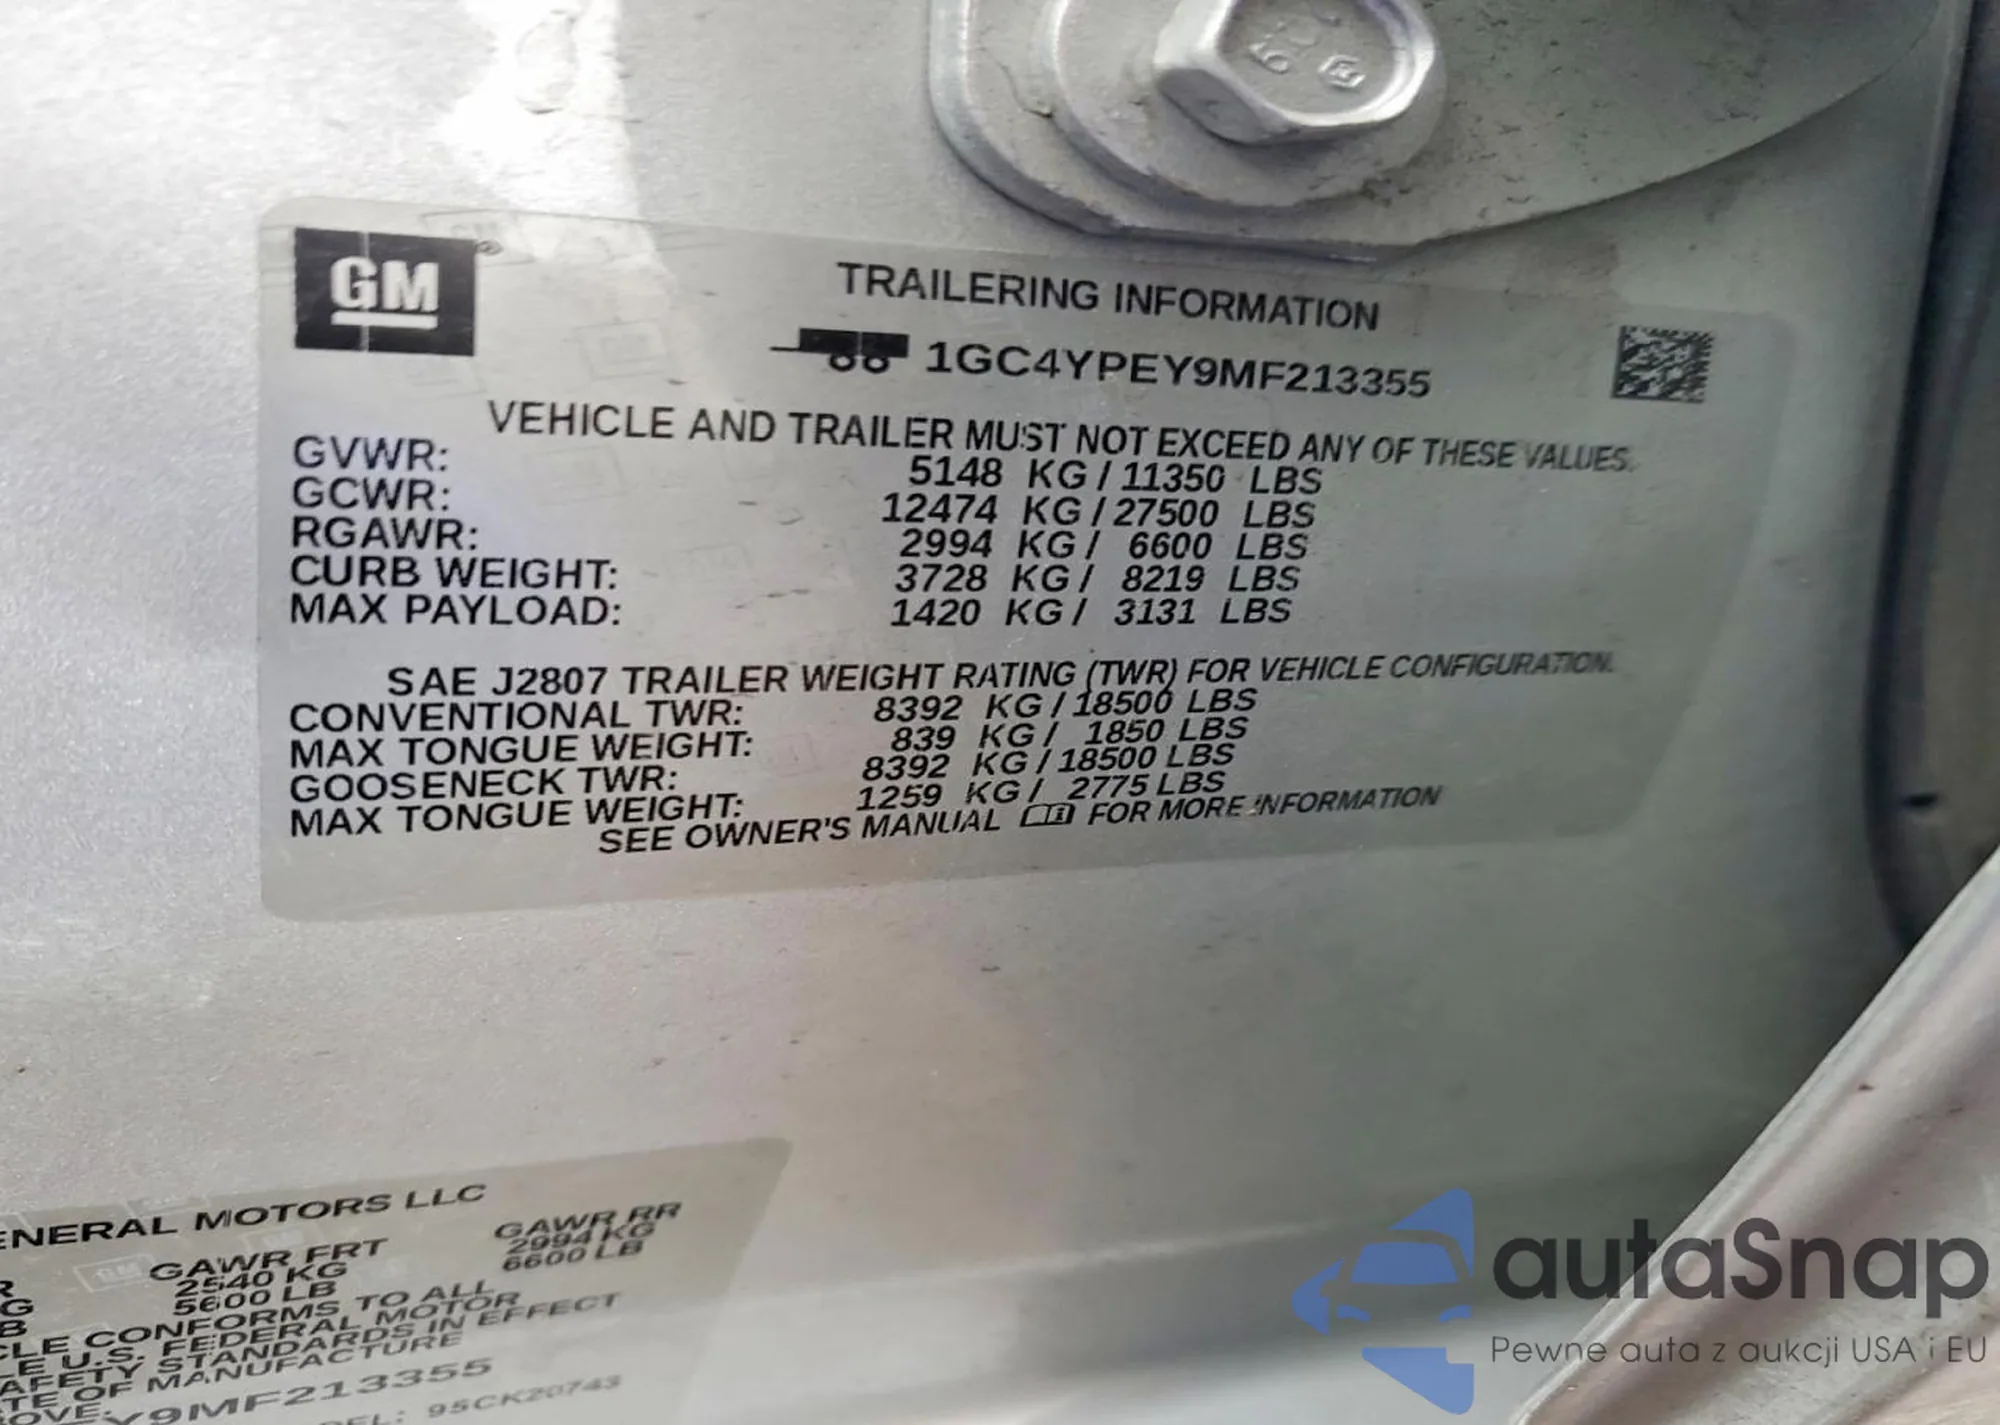 GM®
TRAILERING INFORMATION
1GC4YPEY9MF213355
VEHICLE AND TRAILER MUST NOT EXCEED ANY OF THESE VALUES.
GVWR: 5148 KG / 11350 LBS
GCWR: 12474 KG / 27500 LBS
RGAWR: 2994 KG / 6600 LBS
CURB WEIGHT: 3728 KG / 8219 LBS
MAX PAYLOAD: 1420 KG / 3131 LBS
SAE J2807 TRAILER WEIGHT RATING (TWR) FOR VEHICLE CONFIGURATION.
CONVENTIONAL TWR: 8392 KG / 18500 LBS
MAX TONGUE WEIGHT: 839 KG / 1850 LBS
GOOSENECK TWR: 8392 KG / 18500 LBS
MAX TONGUE WEIGHT: 1259 KG / 2775 LBS
SEE OWNER'S MANUAL FOR MORE INFORMATION
ENERAL MOTORS LLC
GAWR FRT GAWR RR
2540 KG 2994 KG
5600 LB 6600 LB
CLE CONFORMS TO ALL
LE U.S. FEDERAL MOTOR
AFETY STANDARDS IN EFFECT
TE OF MANUFACTURE
OVE.
Y9MF213355
DEL: 95CK20743
autaSnap
Pewne auta z aukcji USA i EU